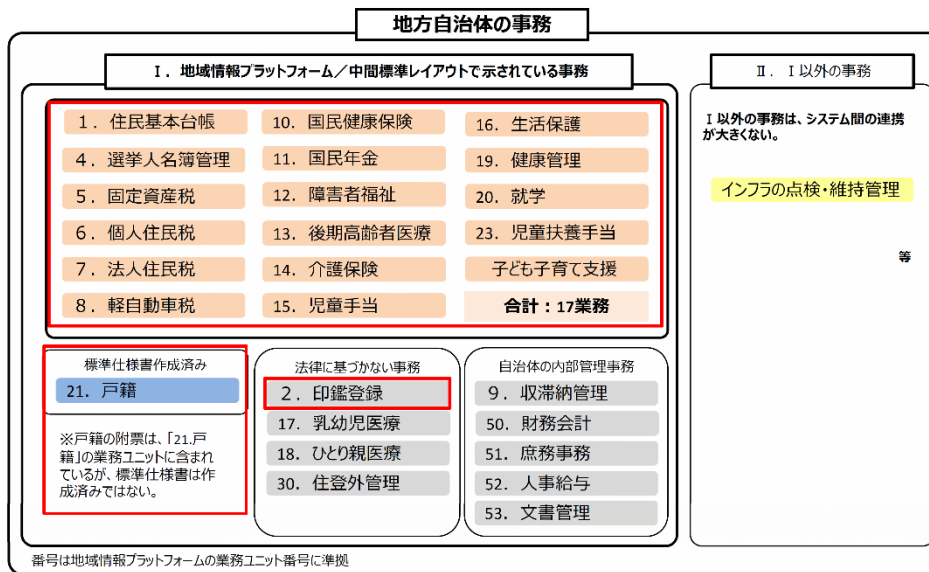 地方自治体の事務
Ⅰ．地域情報プラットフォーム／中間標準レイアウトで示されている事務
1．住民基本台帳
4．選挙人名簿管理
5．固定資産税
6．個人住民税
7．法人住民税
8．軽自動車税
10．国民健康保険
11．国民年金
12．障害者福祉
13．後期高齢者医療
14．介護保険
15．児童手当
16．生活保護
19．健康管理
20．就学
23．児童扶養手当
子ども子育て支援
合計：17業務
標準仕様書作成済み
21．戸籍
※戸籍の附票は、「21.戸
籍」の業務ユニットに含まれ
ているが、標準仕様書は作
成済みではない。
法律に基づかない事務
2．印鑑登録
17．乳幼児医療
18．ひとり親医療
30．住登外管理
自治体の内部管理事務
9．収滞納管理
50．財務会計
51．庶務事務
52．人事給与
53．文書管理
Ⅱ．Ⅰ以外の事務
Ⅰ以外の事務は、システム間の連携
が大きくない。
インフラの点検・維持管理
等
番号は地域情報プラットフォームの業務ユニット番号に準拠